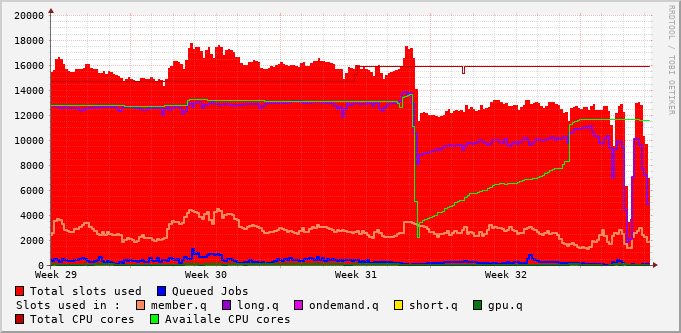 20000
18000
16000
14000
12000
10000
8000
6000
4000
2000
0
Week 29 Week 30 Week 31 Week 32
RRDTOOL / TOBI OETIKER
Total slots used Queued Jobs
Slots used in : member.q long.q ondemand.q short.q gpu.q
Total CPU cores Availale CPU cores